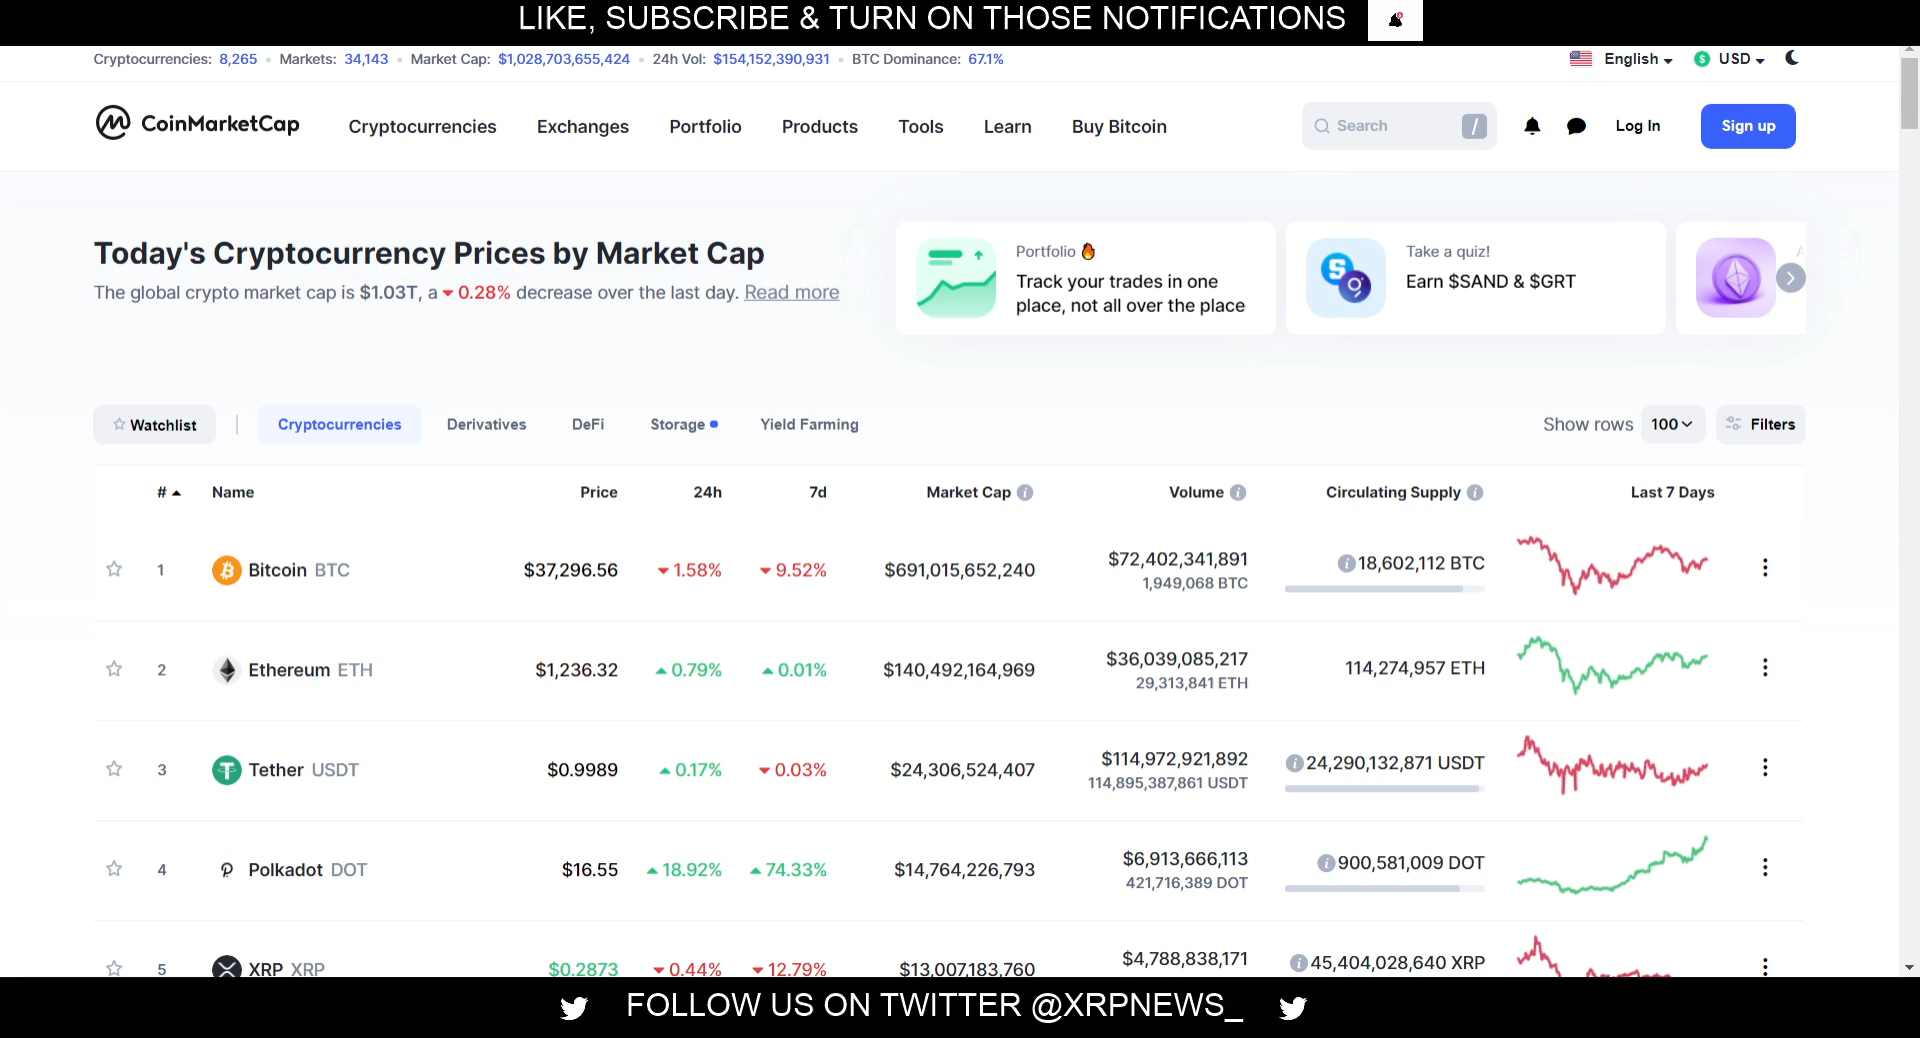 LIKE, SUBSCRIBE & TURN ON THOSE NOTIFICATIONS
Cryptocurrencies: 8,265 Markets: 34,143 Market Cap: $1,028,703,655,424 24h Vol: $154,152,390,931 BTC Dominance: 67.1% English USD
CoinMarketCap Cryptocurrencies Exchanges Portfolio Products Tools Learn Buy Bitcoin Search / Log In Sign up
Today's Cryptocurrency Prices by Market Cap
The global crypto market cap is $1.03T, a 0.28% decrease over the last day. Read more
Portfolio
Track your trades in one
place, not all over the place
Take a quiz!
Earn $SAND & $GRT
Watchlist Cryptocurrencies Derivatives DeFi Storage Yield Farming Show rows 100 Filters
# Name Price 24h 7d Market Cap Volume Circulating Supply Last 7 Days
1 Bitcoin BTC $37,296.56 1.58% 9.52% $691,015,652,240 $72,402,341,891 18,602,112 BTC
1,949,068 BTC
2 Ethereum ETH $1,236.32 0.79% 0.01% $140,492,164,969 $36,039,085,217 114,274,957 ETH
29,313,841 ETH
3 Tether USDT $0.9989 0.17% 0.03% $24,306,524,407 $114,972,921,892 24,290,132,871 USDT
114,895,387,861 USDT
4 Polkadot DOT $16.55 18.92% 74.33% $14,764,226,793 $6,913,666,113 900,581,009 DOT
421,716,389 DOT
5 XRP XRP $0.2873 0.44% 12.79% $13,007,183,760 $4,788,838,171 45,404,028,640 XRP
FOLLOW US ON TWITTER @XRPNEWS_